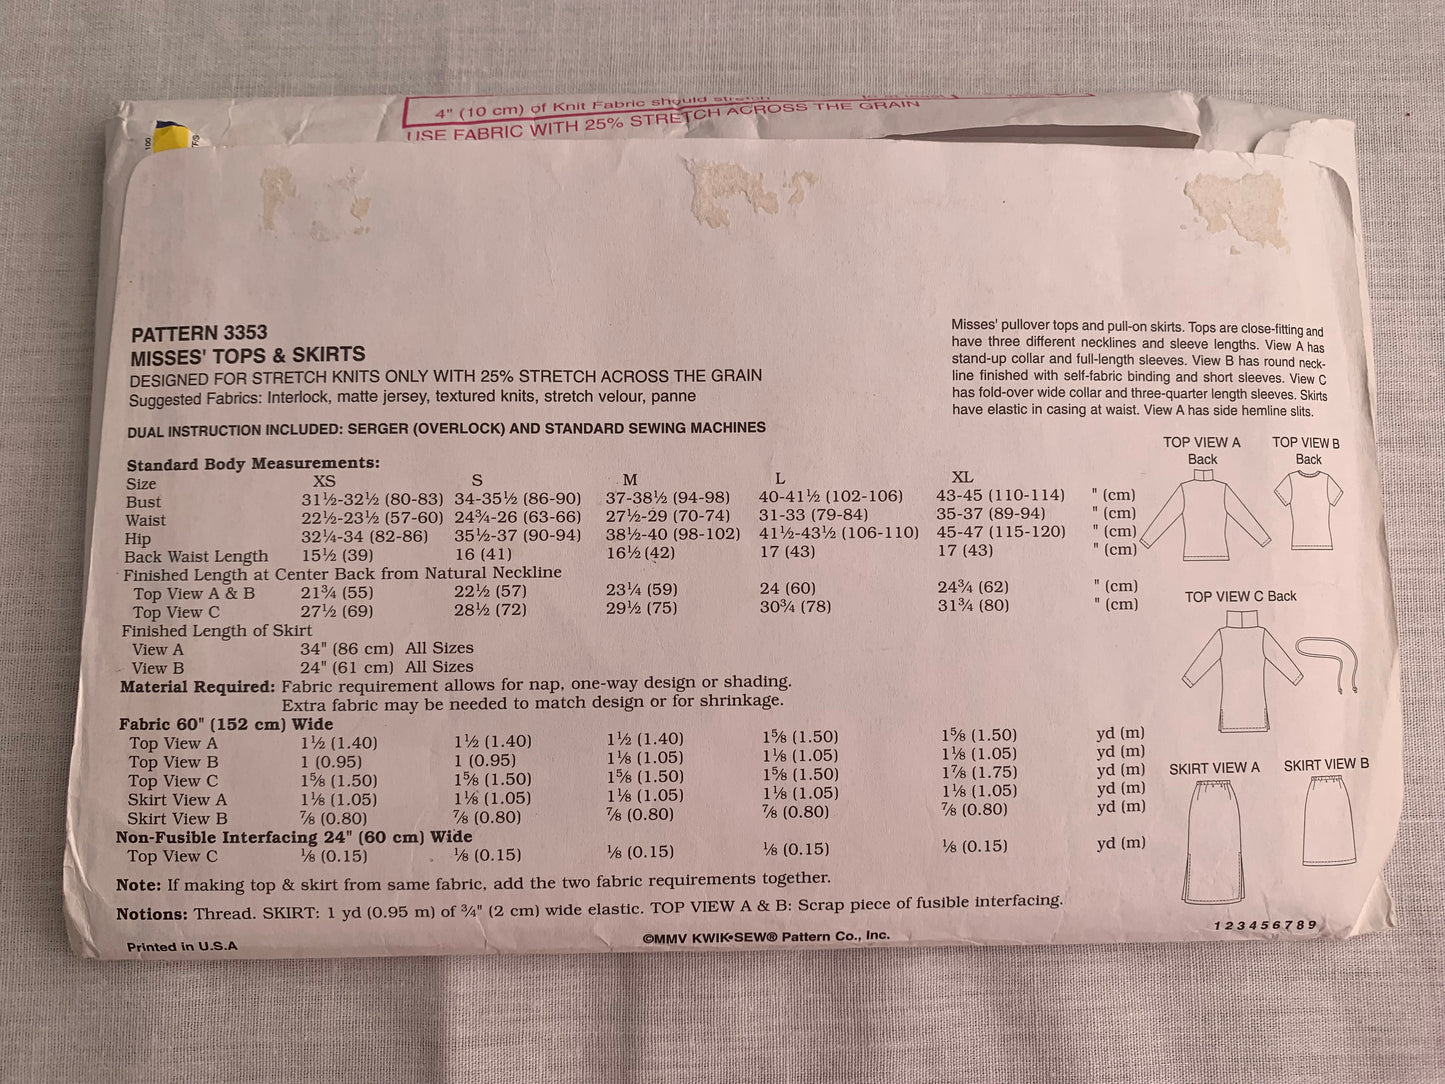 4" (10 cm) of Knit Fabric should stretch
USE FABRIC WITH 25% STRETCH ACROSS THE GRAIN
100
PATTERN 3353
MISSES' TOPS & SKIRTS
DESIGNED FOR STRETCH KNITS ONLY WITH 25% STRETCH ACROSS THE GRAIN
Suggested Fabrics: Interlock, matte jersey, textured knits, stretch velour, panne
DUAL INSTRUCTION INCLUDED: SERGER (OVERLOCK) AND STANDARD SEWING MACHINES
Misses' pullover tops and pull-on skirts. Tops are close-fitting and
have three different necklines and sleeve lengths. View A has
stand-up collar and full-length sleeves. View B has round neck-
line finished with self-fabric binding and short sleeves. View C
has fold-over wide collar and three-quarter length sleeves. Skirts
have elastic in casing at waist. View A has side hemline slits.
Standard Body Measurements:
Size XS S M L XL
Bust 31½-32½ (80-83) 34-35½ (86-90) 37-38½ (94-98) 40-41½ (102-106) 43-45 (110-114) " (cm)
Waist 22½-23½ (57-60) 24¾-26 (63-66) 27½-29 (70-74) 31-33 (79-84) 35-37 (89-94) " (cm)
Hip 32¼-34 (82-86) 35½-37 (90-94) 38½-40 (98-102) 41½-43½ (106-110) 45-47 (115-120) " (cm)
Back Waist Length 15½ (39) 16 (41) 16½ (42) 17 (43) 17 (43) " (cm)
Finished Length at Center Back from Natural Neckline
Top View A & B 21¾ (55) 22½ (57) 23¼ (59) 24 (60) 24¾ (62) " (cm)
Top View C 27½ (69) 28½ (72) 29½ (75) 30¾ (78) 31¾ (80) " (cm)
Finished Length of Skirt
View A 34" (86 cm) All Sizes
View B 24" (61 cm) All Sizes
Material Required: Fabric requirement allows for nap, one-way design or shading.
Extra fabric may be needed to match design or for shrinkage.
Fabric 60" (152 cm) Wide
Top View A 1½ (1.40) 1½ (1.40) 1½ (1.40) 1⅝ (1.50) 1⅝ (1.50) yd (m)
Top View B 1 (0.95) 1 (0.95) 1⅛ (1.05) 1⅛ (1.05) 1⅛ (1.05) yd (m)
Top View C 1⅝ (1.50) 1⅝ (1.50) 1⅝ (1.50) 1⅝ (1.50) 1⅞ (1.75) yd (m)
Skirt View A 1⅛ (1.05) 1⅛ (1.05) 1⅛ (1.05) 1⅛ (1.05) 1⅛ (1.05) yd (m)
Skirt View B ⅞ (0.80) ⅞ (0.80) ⅞ (0.80) ⅞ (0.80) ⅞ (0.80) yd (m)
Non-Fusible Interfacing 24" (60 cm) Wide
Top View C ⅛ (0.15) ⅛ (0.15) ⅛ (0.15) ⅛ (0.15) ⅛ (0.15) yd (m)
Note: If making top & skirt from same fabric, add the two fabric requirements together.
Notions: Thread. SKIRT: 1 yd (0.95 m) of ¾" (2 cm) wide elastic. TOP VIEW A & B: Scrap piece of fusible interfacing.
TOP VIEW A
Back
TOP VIEW B
Back
TOP VIEW C Back
SKIRT VIEW A
SKIRT VIEW B
1 2 3 4 5 6 7 8 9
Printed in U.S.A
©MMV KWIK•SEW® Pattern Co., Inc.